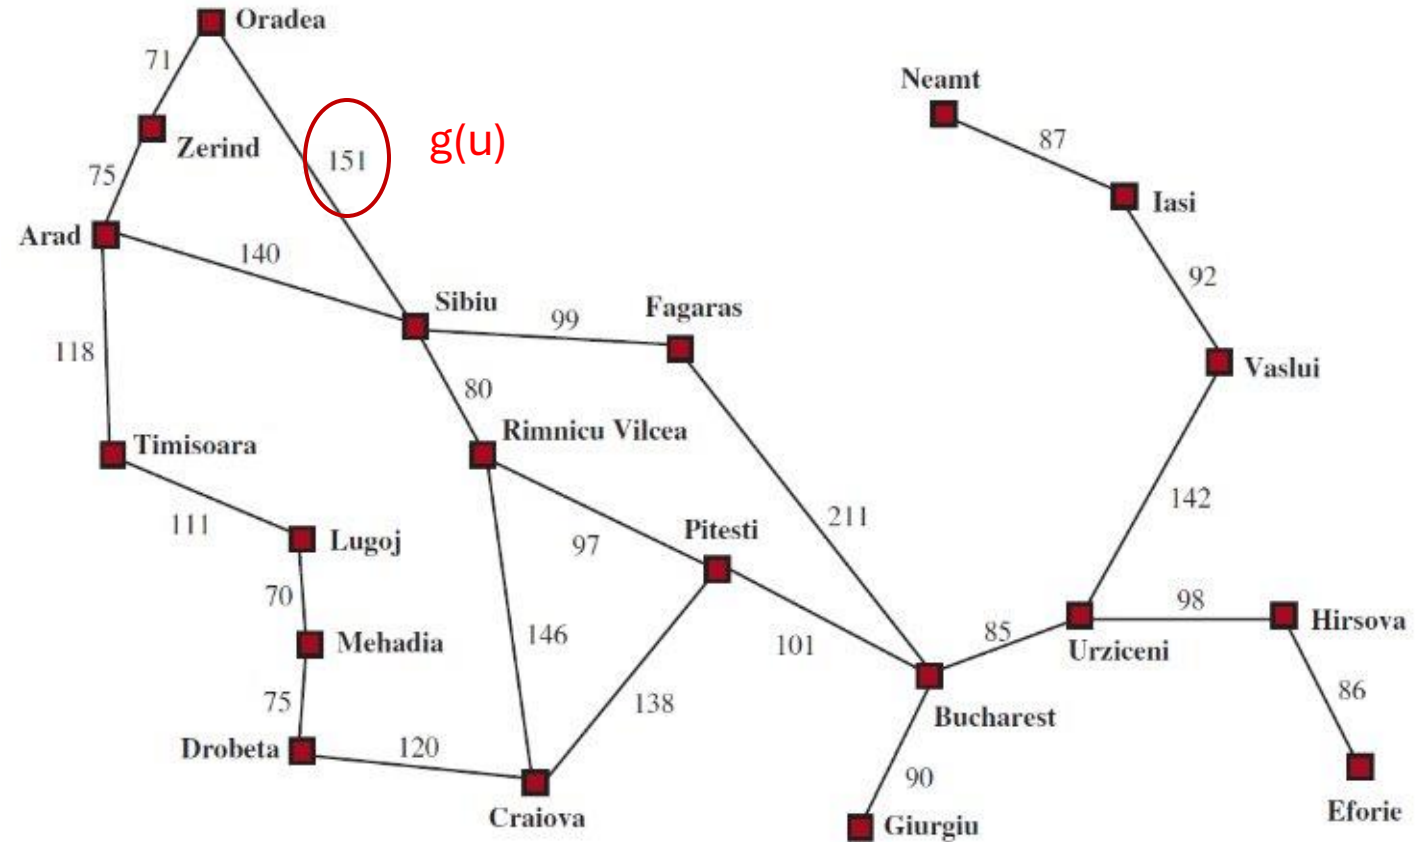 Oradea
71
Neamt
Zerind
151
g(u)
87
75
Iasi
Arad
140
92
Sibiu
Fagaras
99
118
Vaslui
80
Timisoara
Rimnicu Vilcea
142
111
Lugoj
97
Pitesti
211
70
98
Hirsova
Mehadia
146
101
85
Urziceni
75
138
86
Bucharest
Drobeta
120
90
Craiova
Giurgiu
Eforie